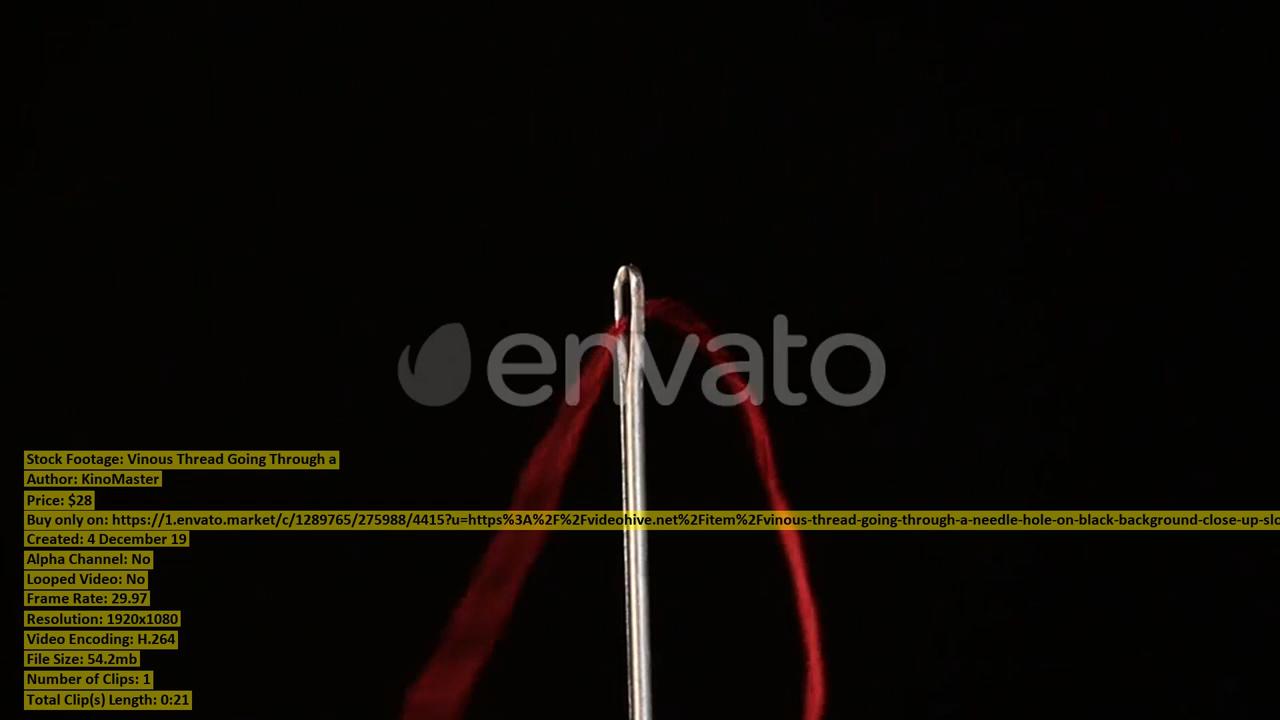 envato
Stock Footage: Vinous Thread Going Through a
Author: KinoMaster
Price: $28
Buy only on: https://1.envato.market/c/1289765/275988/4415?u=https%3A%2F%2Fvideohive.net%2Fitem%2Fvinous-thread-going-through-a-needle-hole-on-black-background-close-up-slo
Created: 4 December 19
Alpha Channel: No
Looped Video: No
Frame Rate: 29.97
Resolution: 1920x1080
Video Encoding: H.264
File Size: 54.2mb
Number of Clips: 1
Total Clip(s) Length: 0:21